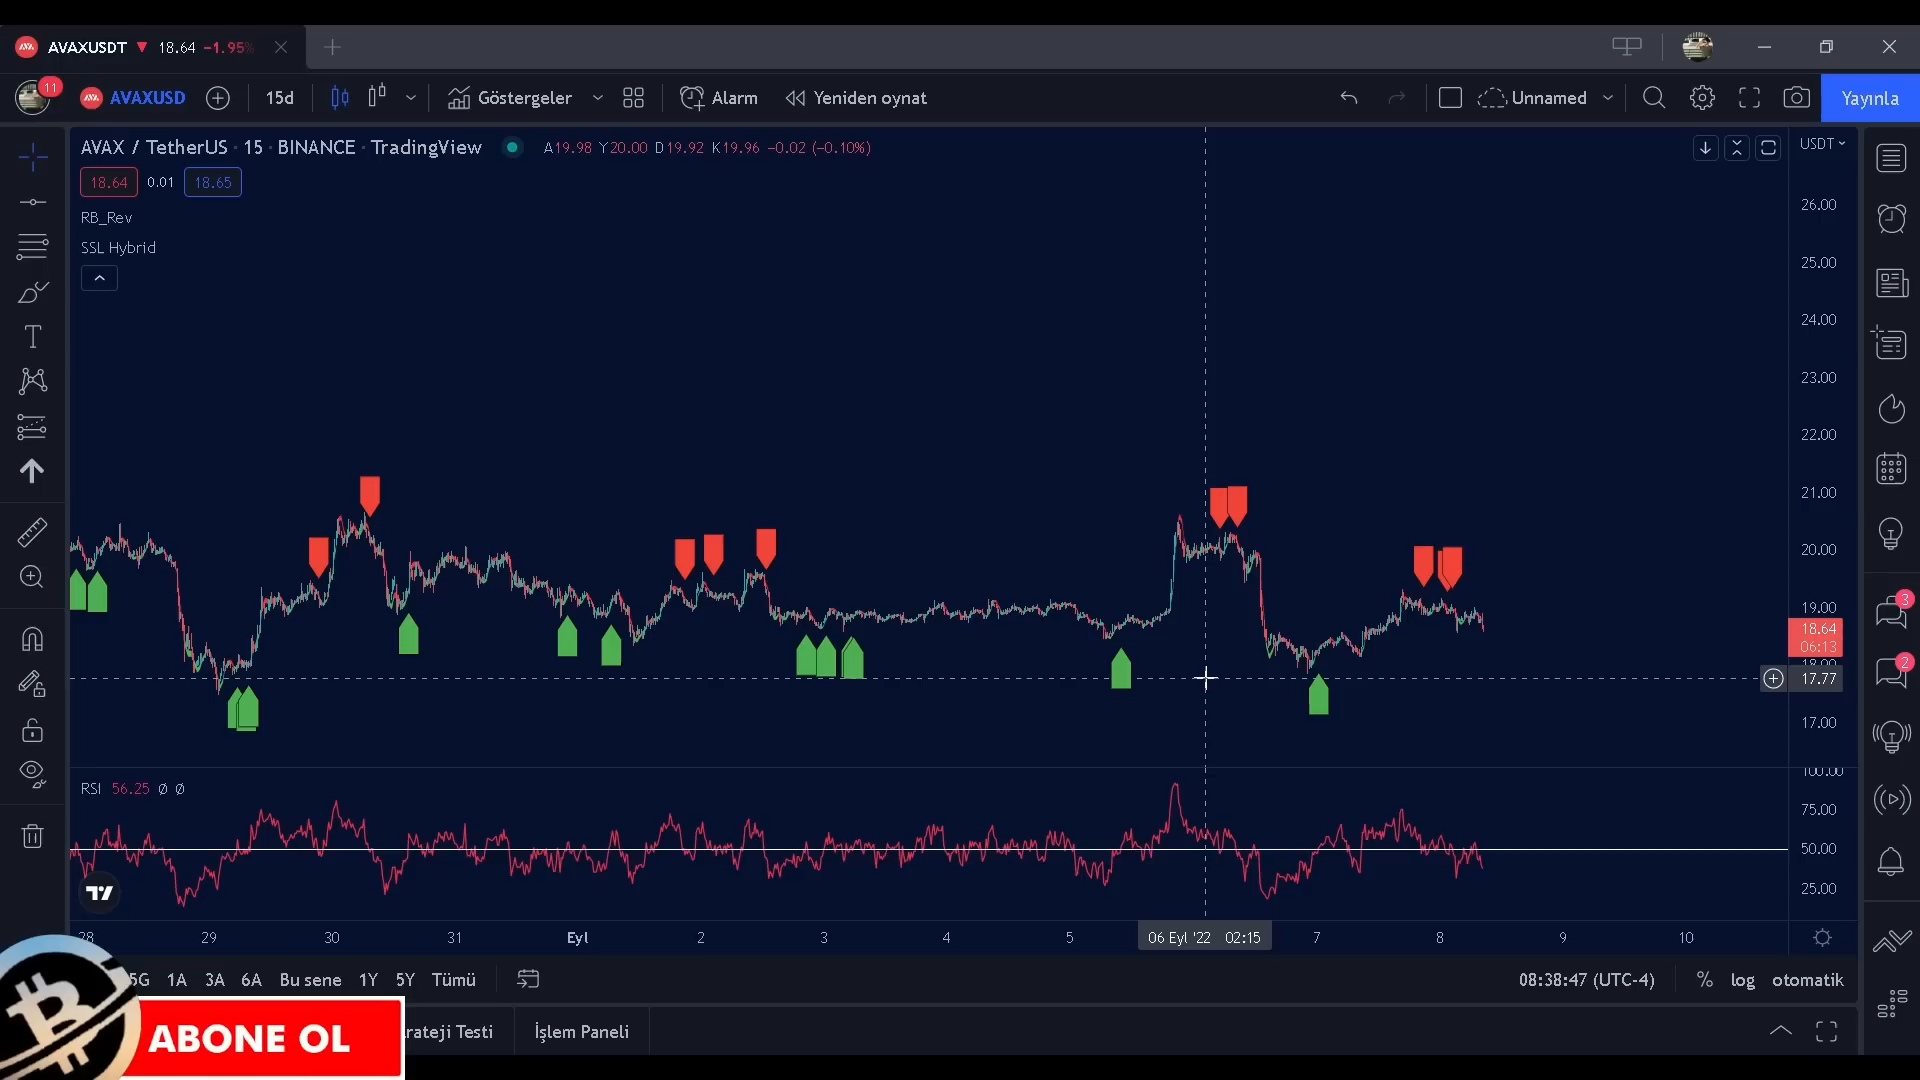 AVAXUSDT ▼ 18.64 −1.95%
11
AVAXUSD 15d Göstergeler Alarm Yeniden oynat Unnamed Yayınla
AVAX / TetherUS · 15 · BINANCE · TradingView A19.98 Y20.00 D19.92 K19.96 −0.02 (−0.10%)
USDT
18.64 0.01 18.65
RB_Rev
SSL Hybrid
26.00
25.00
24.00
23.00
22.00
21.00
20.00
19.00
18.64
06:13
18.00
17.77
17.00
3
2
RSI 56.25 Ø Ø
100.00
75.00
50.00
25.00
28 29 30 31 Eyl 2 3 4 5 06 Eyl '22 02:15 7 8 9 10
5G 1A 3A 6A Bu sene 1Y 5Y Tümü 08:38:47 (UTC-4) % log otomatik
rateji Testi İşlem Paneli
ABONE OL